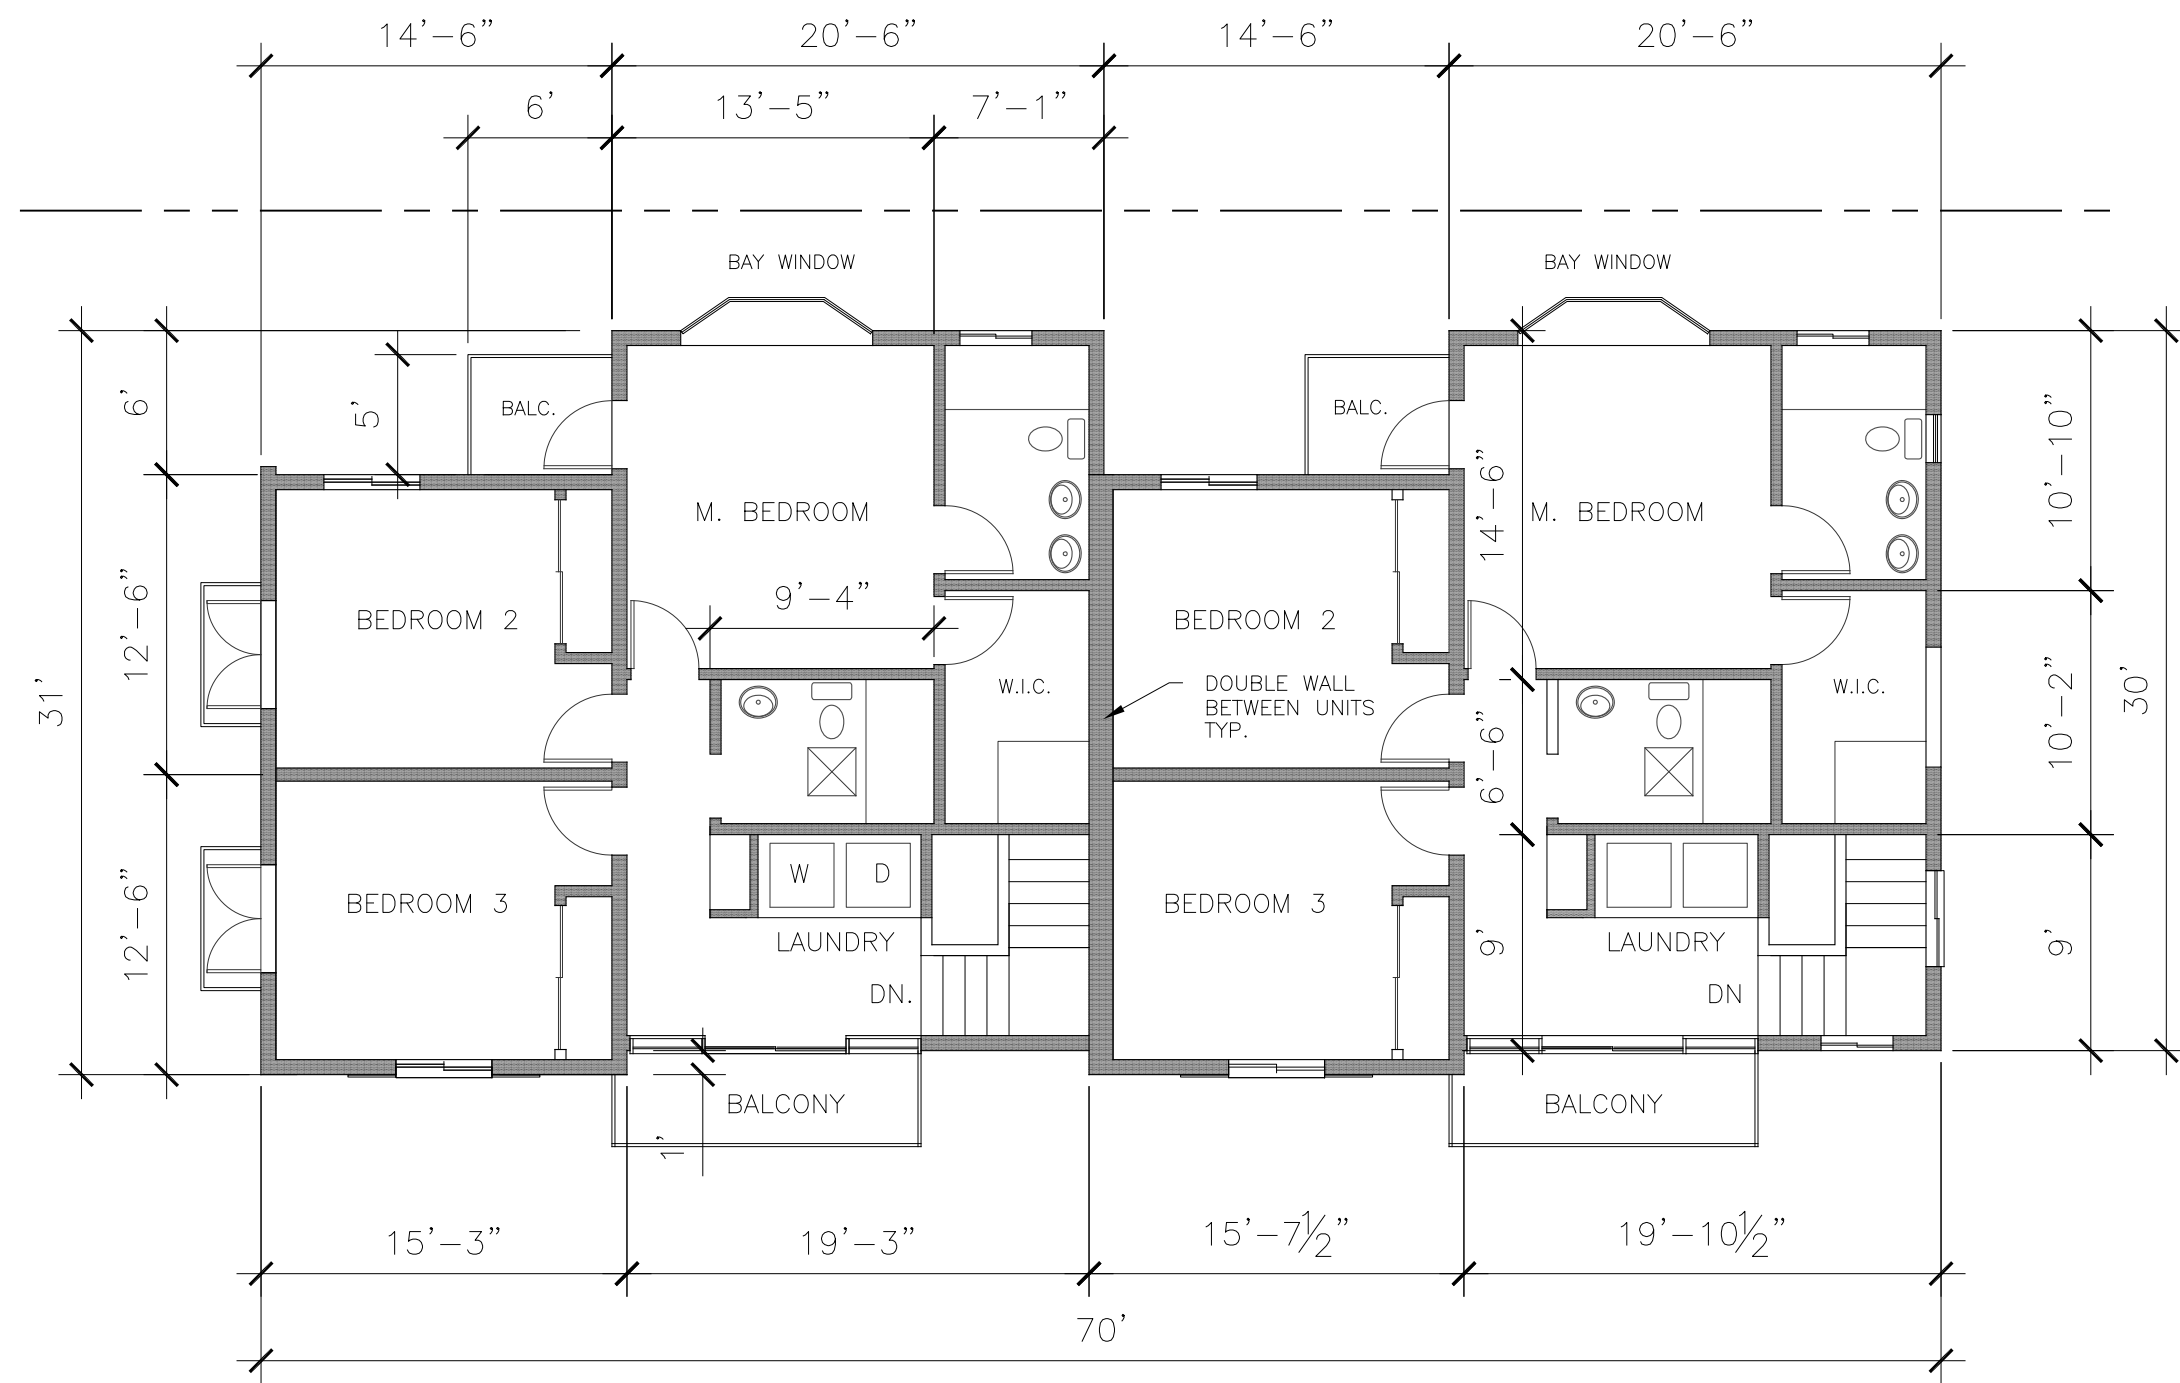 14'-6" 20'-6" 14'-6" 20'-6"
6' 13'-5" 7'-1"
BAY WINDOW BAY WINDOW
6' 5' BALC. BALC. 10'-10"
M. BEDROOM 14'-6" M. BEDROOM
9'-4"
12'-6" BEDROOM 2 BEDROOM 2
31' W.I.C. DOUBLE WALL W.I.C. 30'
BETWEEN UNITS
TYP.
6'-6" 10'-2"
W D
12'-6" BEDROOM 3 BEDROOM 3
LAUNDRY 9' LAUNDRY 9'
DN. DN
BALCONY BALCONY
1'
15'-3" 19'-3" 15'-7½" 19'-10½"
70'